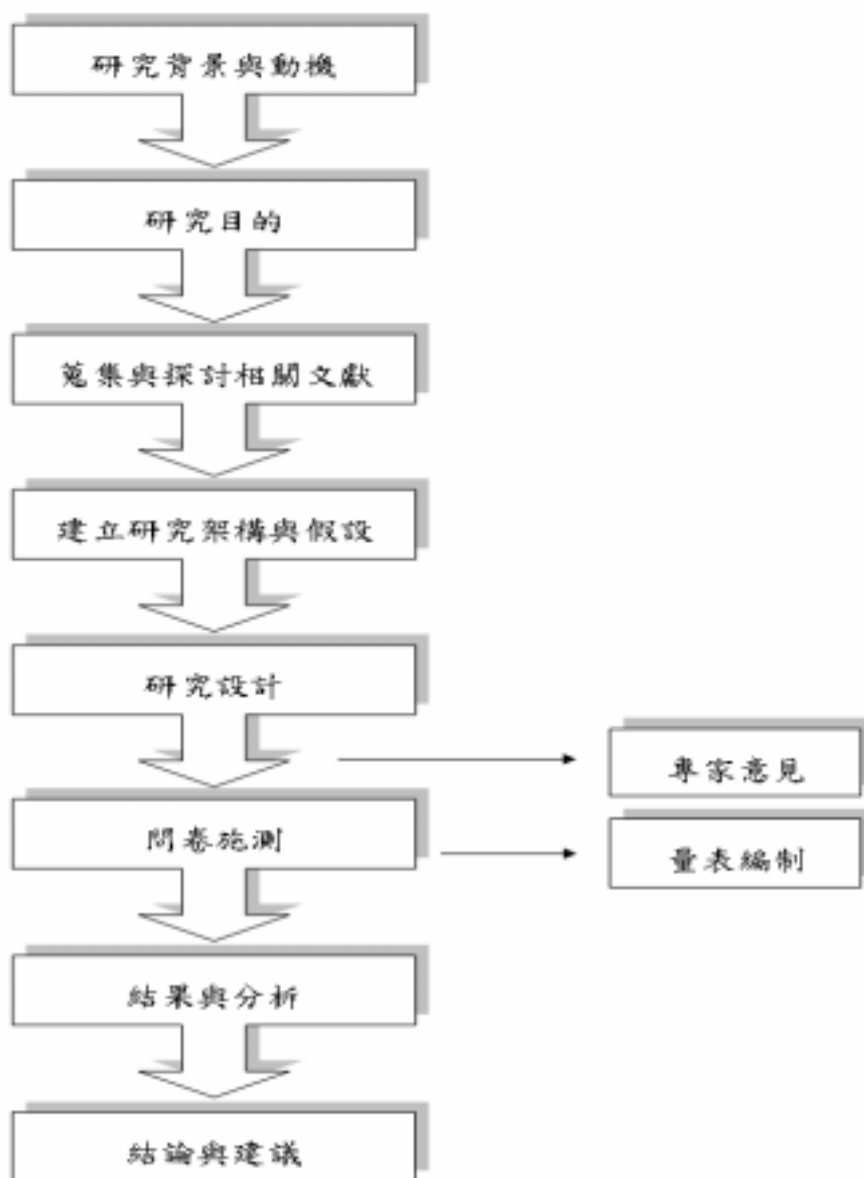 研究背景與動機
研究目的
蒐集與探討相關文獻
建立研究架構與假設
研究設計
專家意見
問卷施測
量表編制
結果與分析
結論與建議